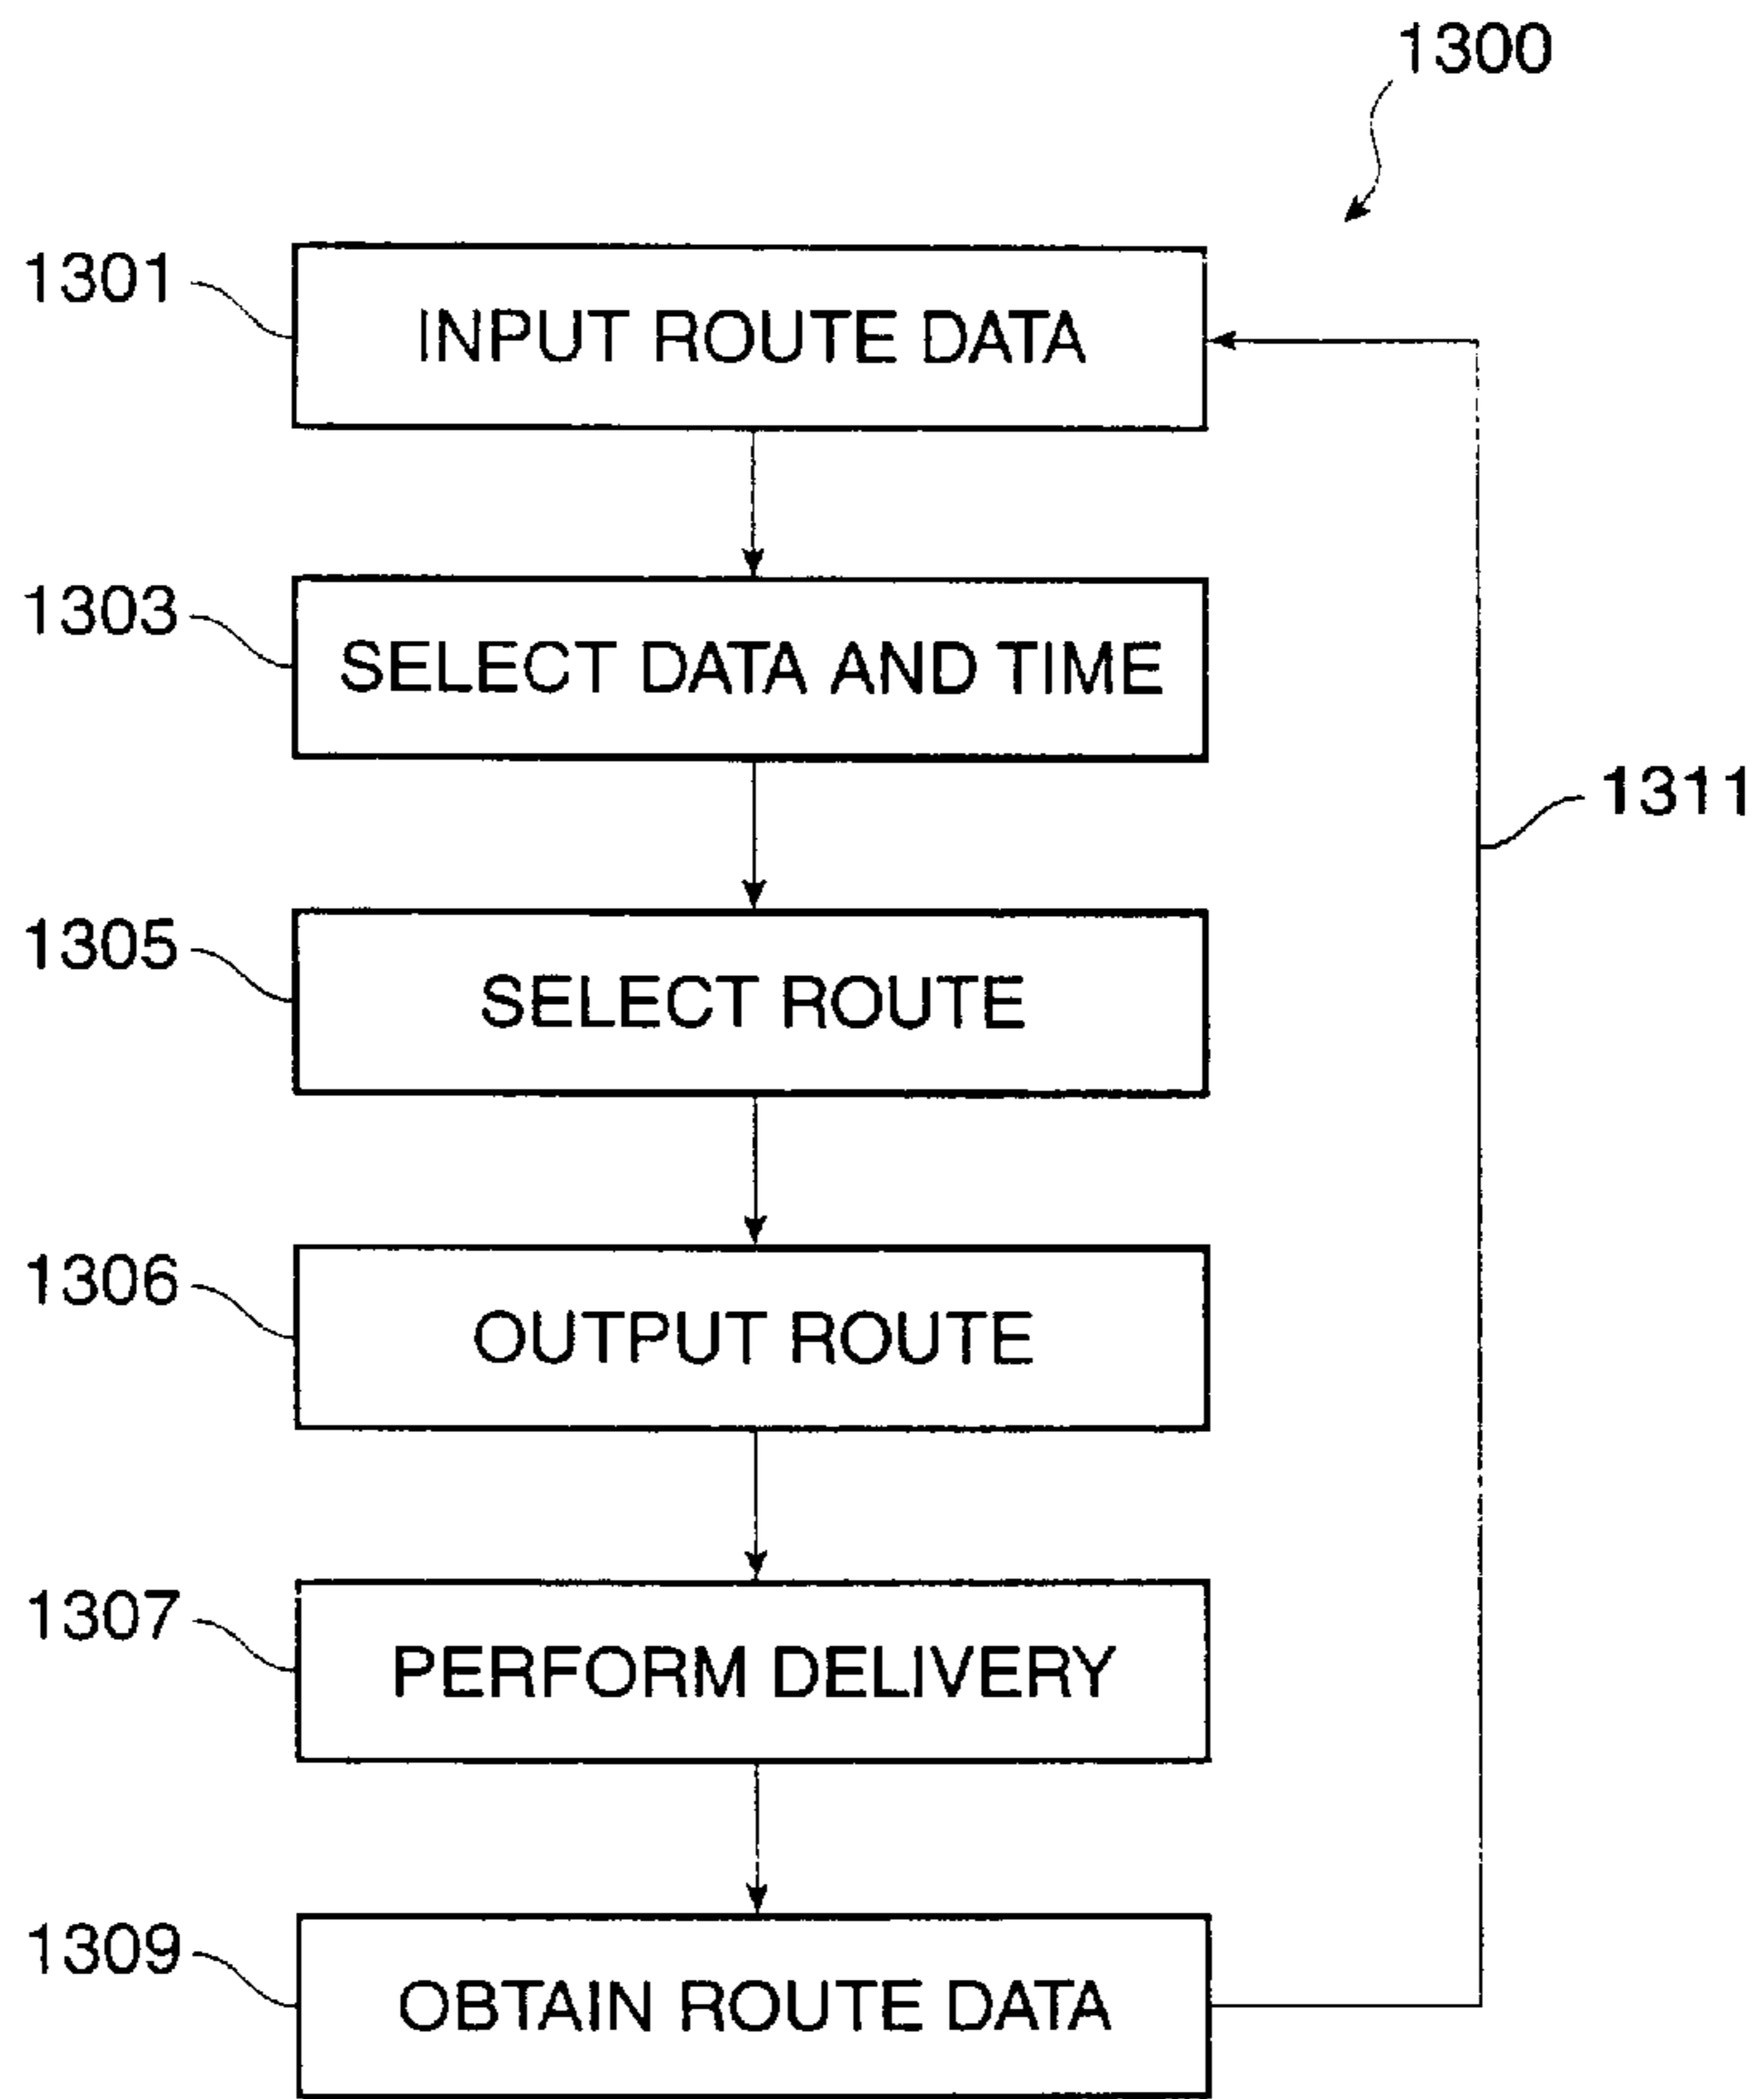 1300
1301
INPUT ROUTE DATA
1303
SELECT DATA AND TIME
1311
1305
SELECT ROUTE
1306
OUTPUT ROUTE
1307
PERFORM DELIVERY
1309
OBTAIN ROUTE DATA